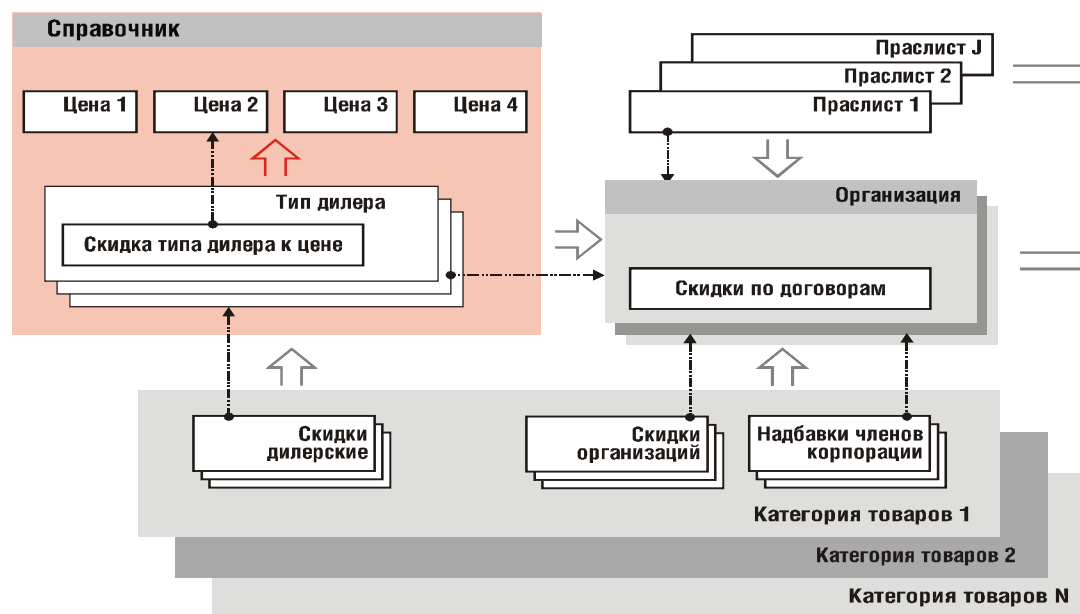 Справочник
Праслист J
Праслист 2
Праслист 1
Цена 1
Цена 2
Цена 3
Цена 4
Тип дилера
Скидка типа дилера к цене
Организация
Скидки по договорам
Скидки
дилерские
Скидки
организаций
Надбавки членов
корпорации
Категория товаров 1
Категория товаров 2
Категория товаров N